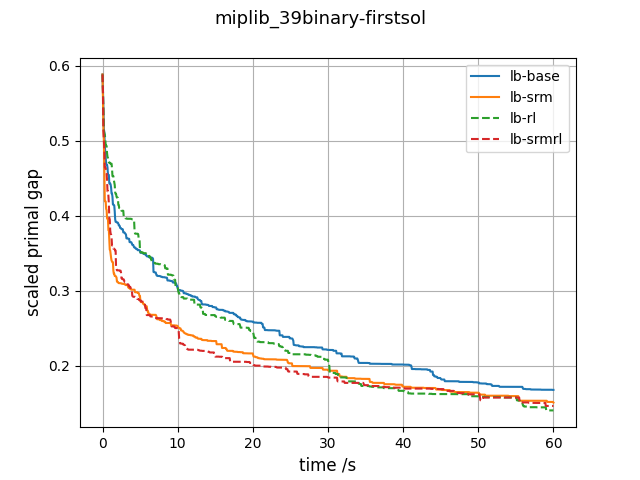 miplib_39binary-firstsol
lb-base
lb-srm
lb-rl
lb-srmrl
scaled primal gap
0.6
0.5
0.4
0.3
0.2
0 10 20 30 40 50 60
time /s